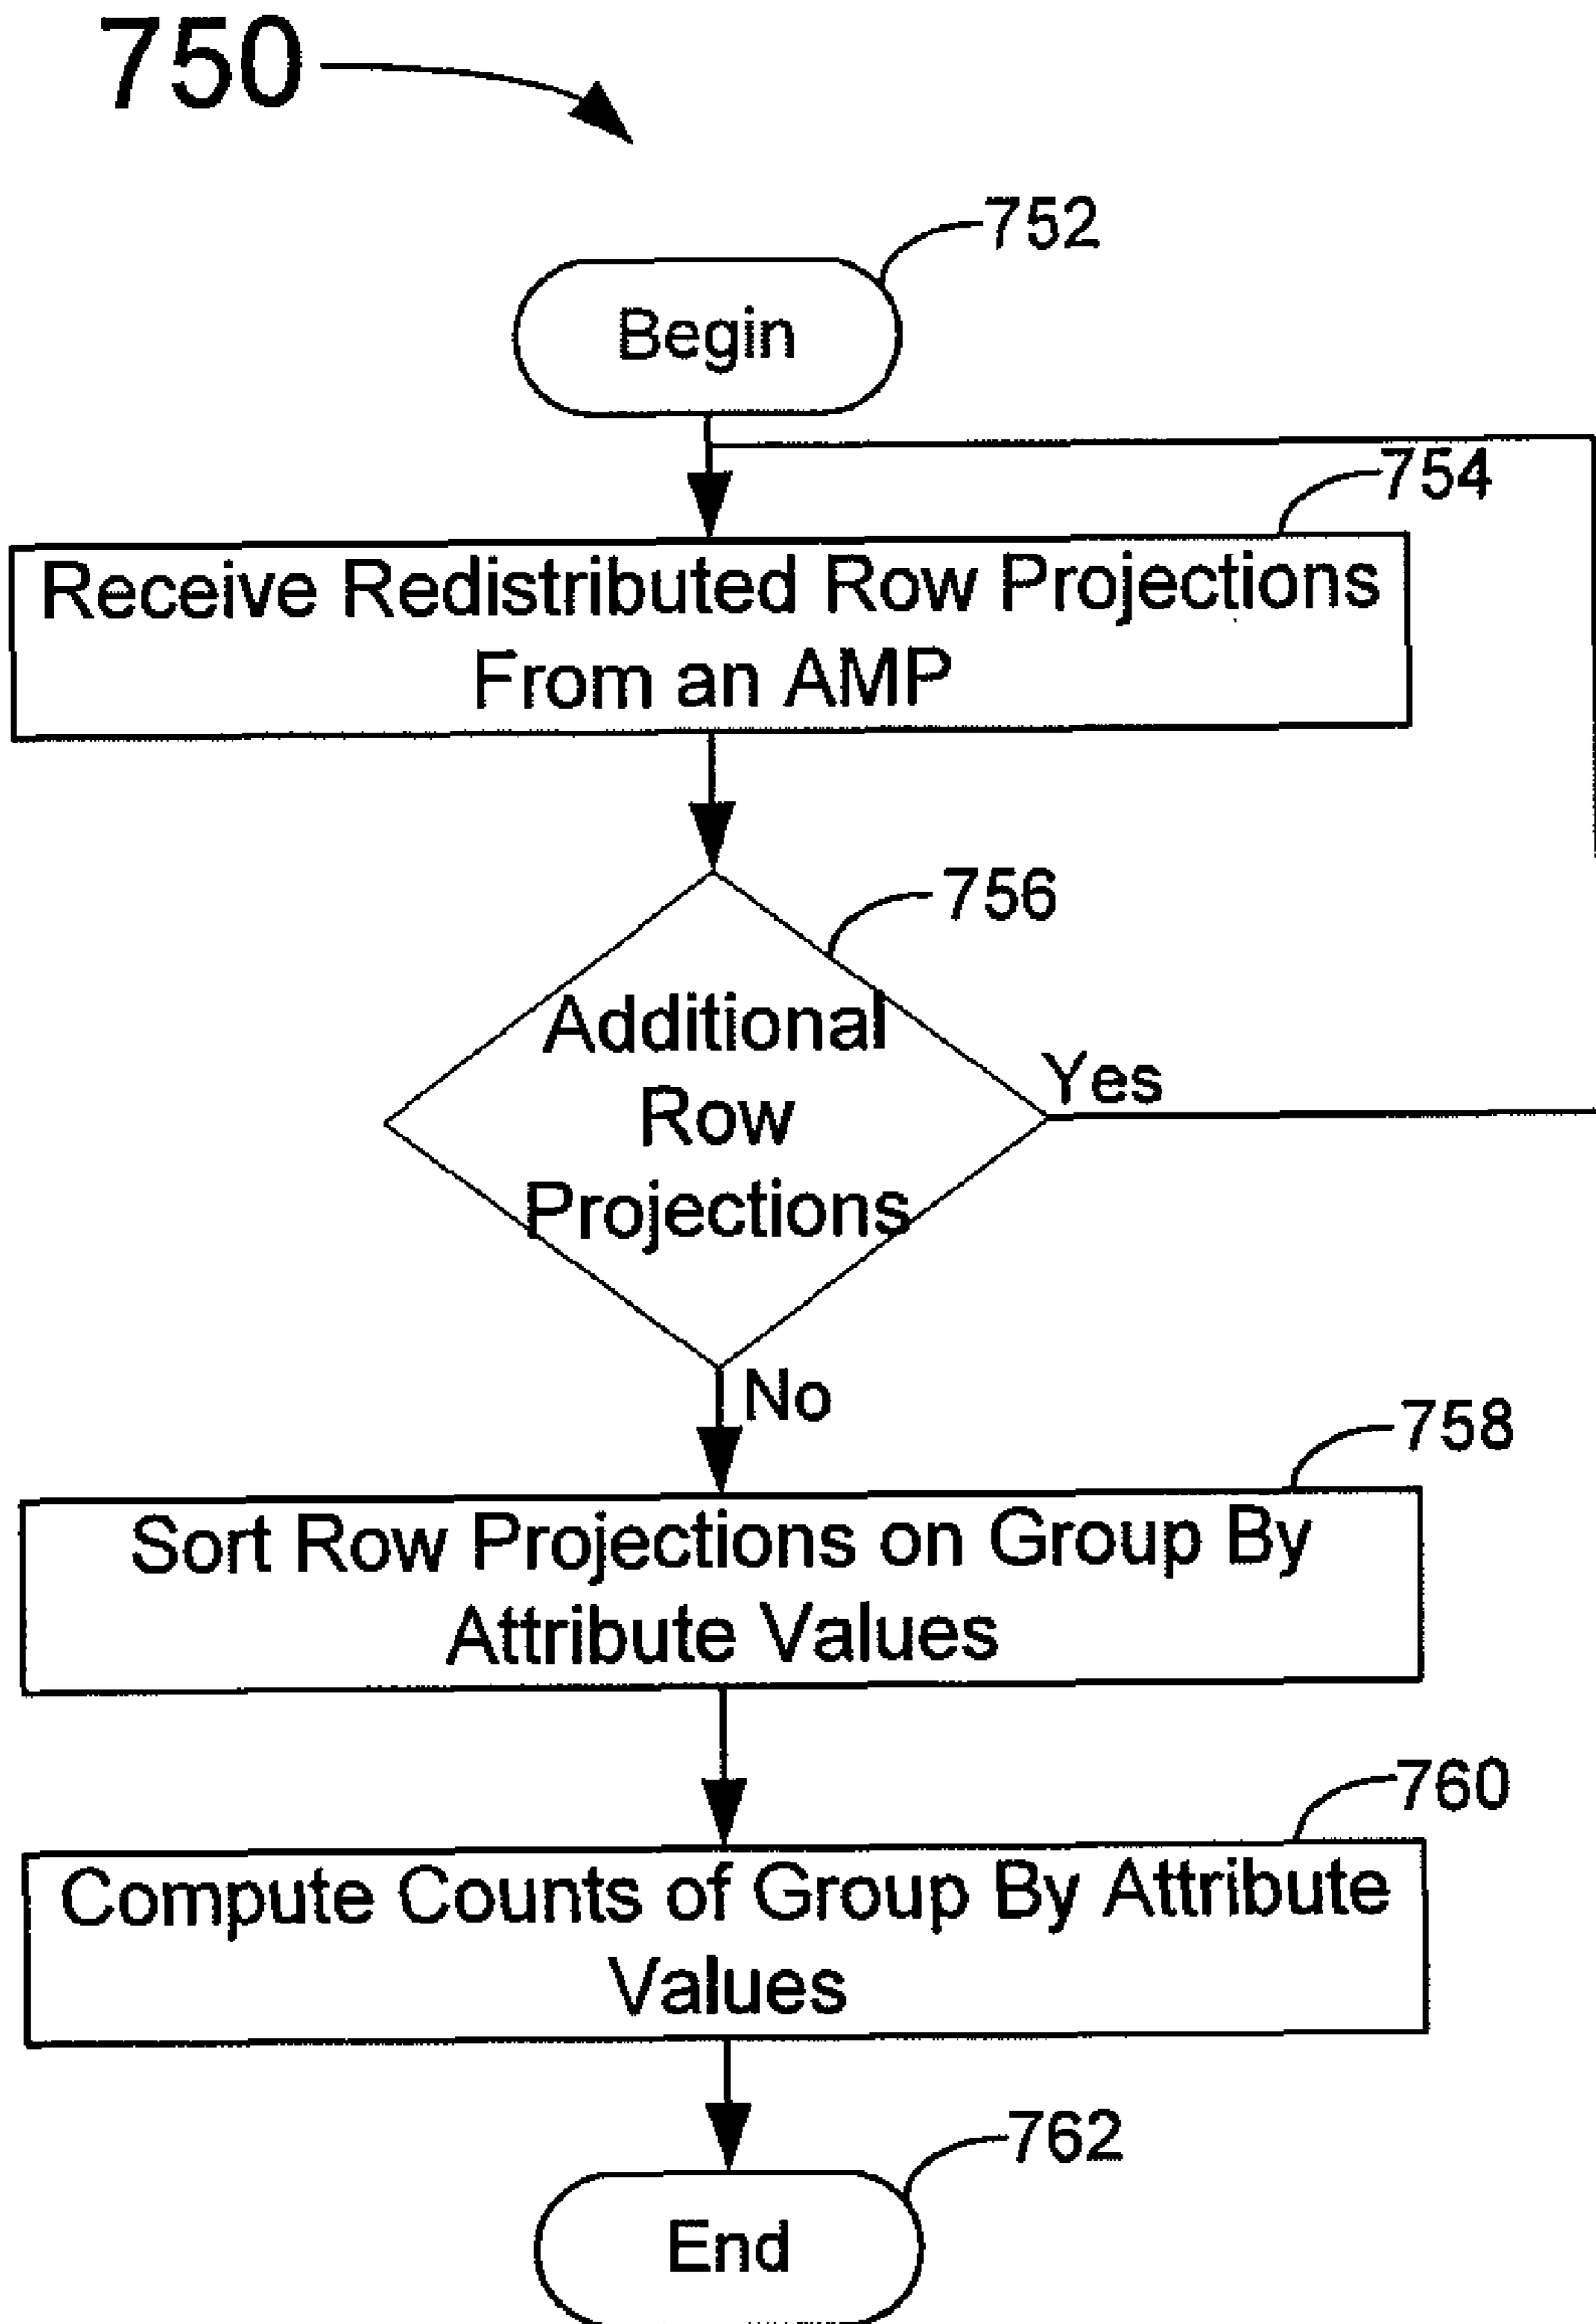 750
752
Begin
754
Receive Redistributed Row Projections
From an AMP
756
Additional
Row
Projections
Yes
No
758
Sort Row Projections on Group By
Attribute Values
760
Compute Counts of Group By Attribute
Values
762
End